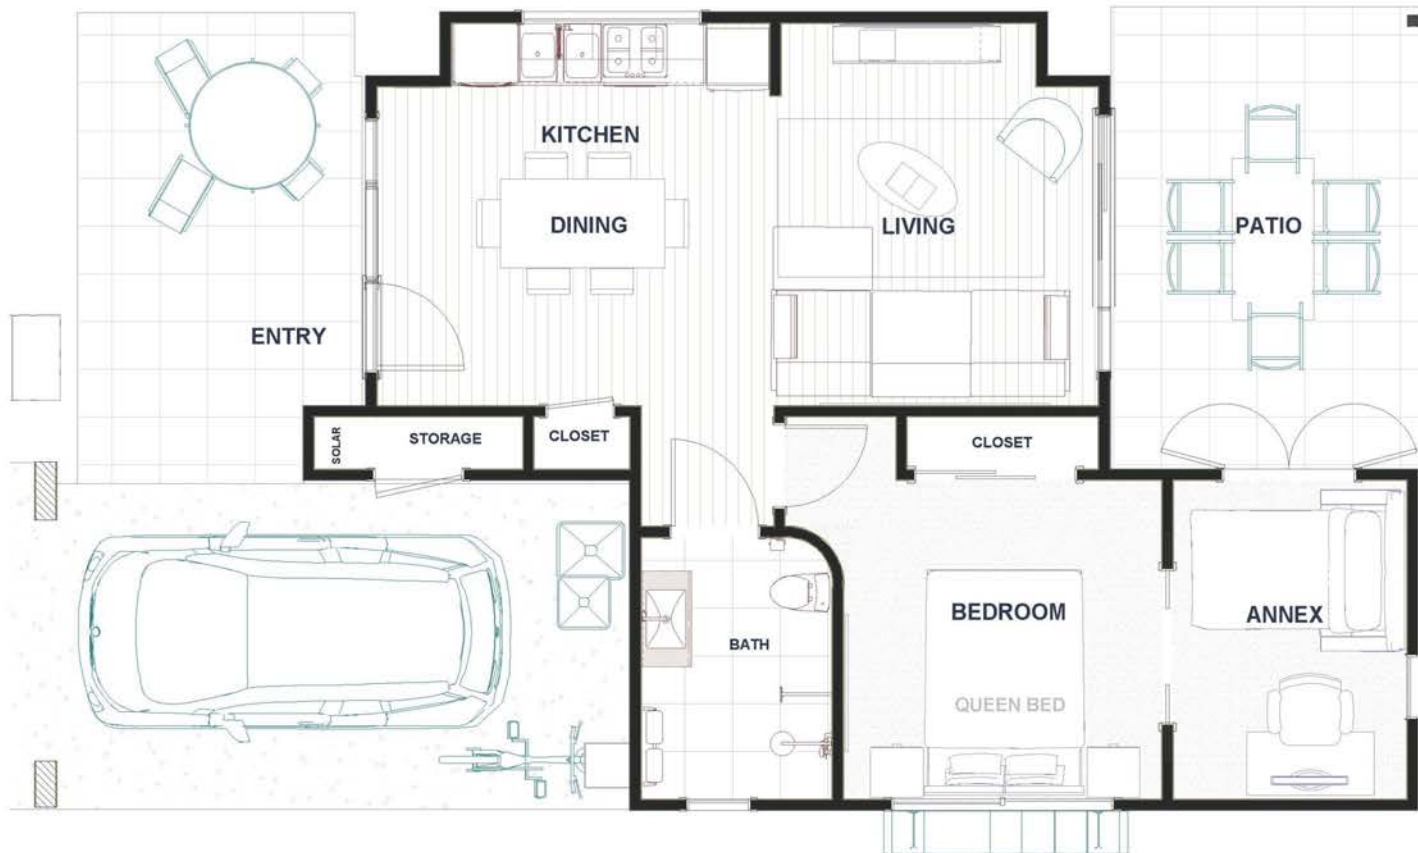 KITCHEN
DINING
LIVING
PATIO
ENTRY
SOLAR
STORAGE
CLOSET
CLOSET
BATH
BEDROOM
ANNEX
QUEEN BED